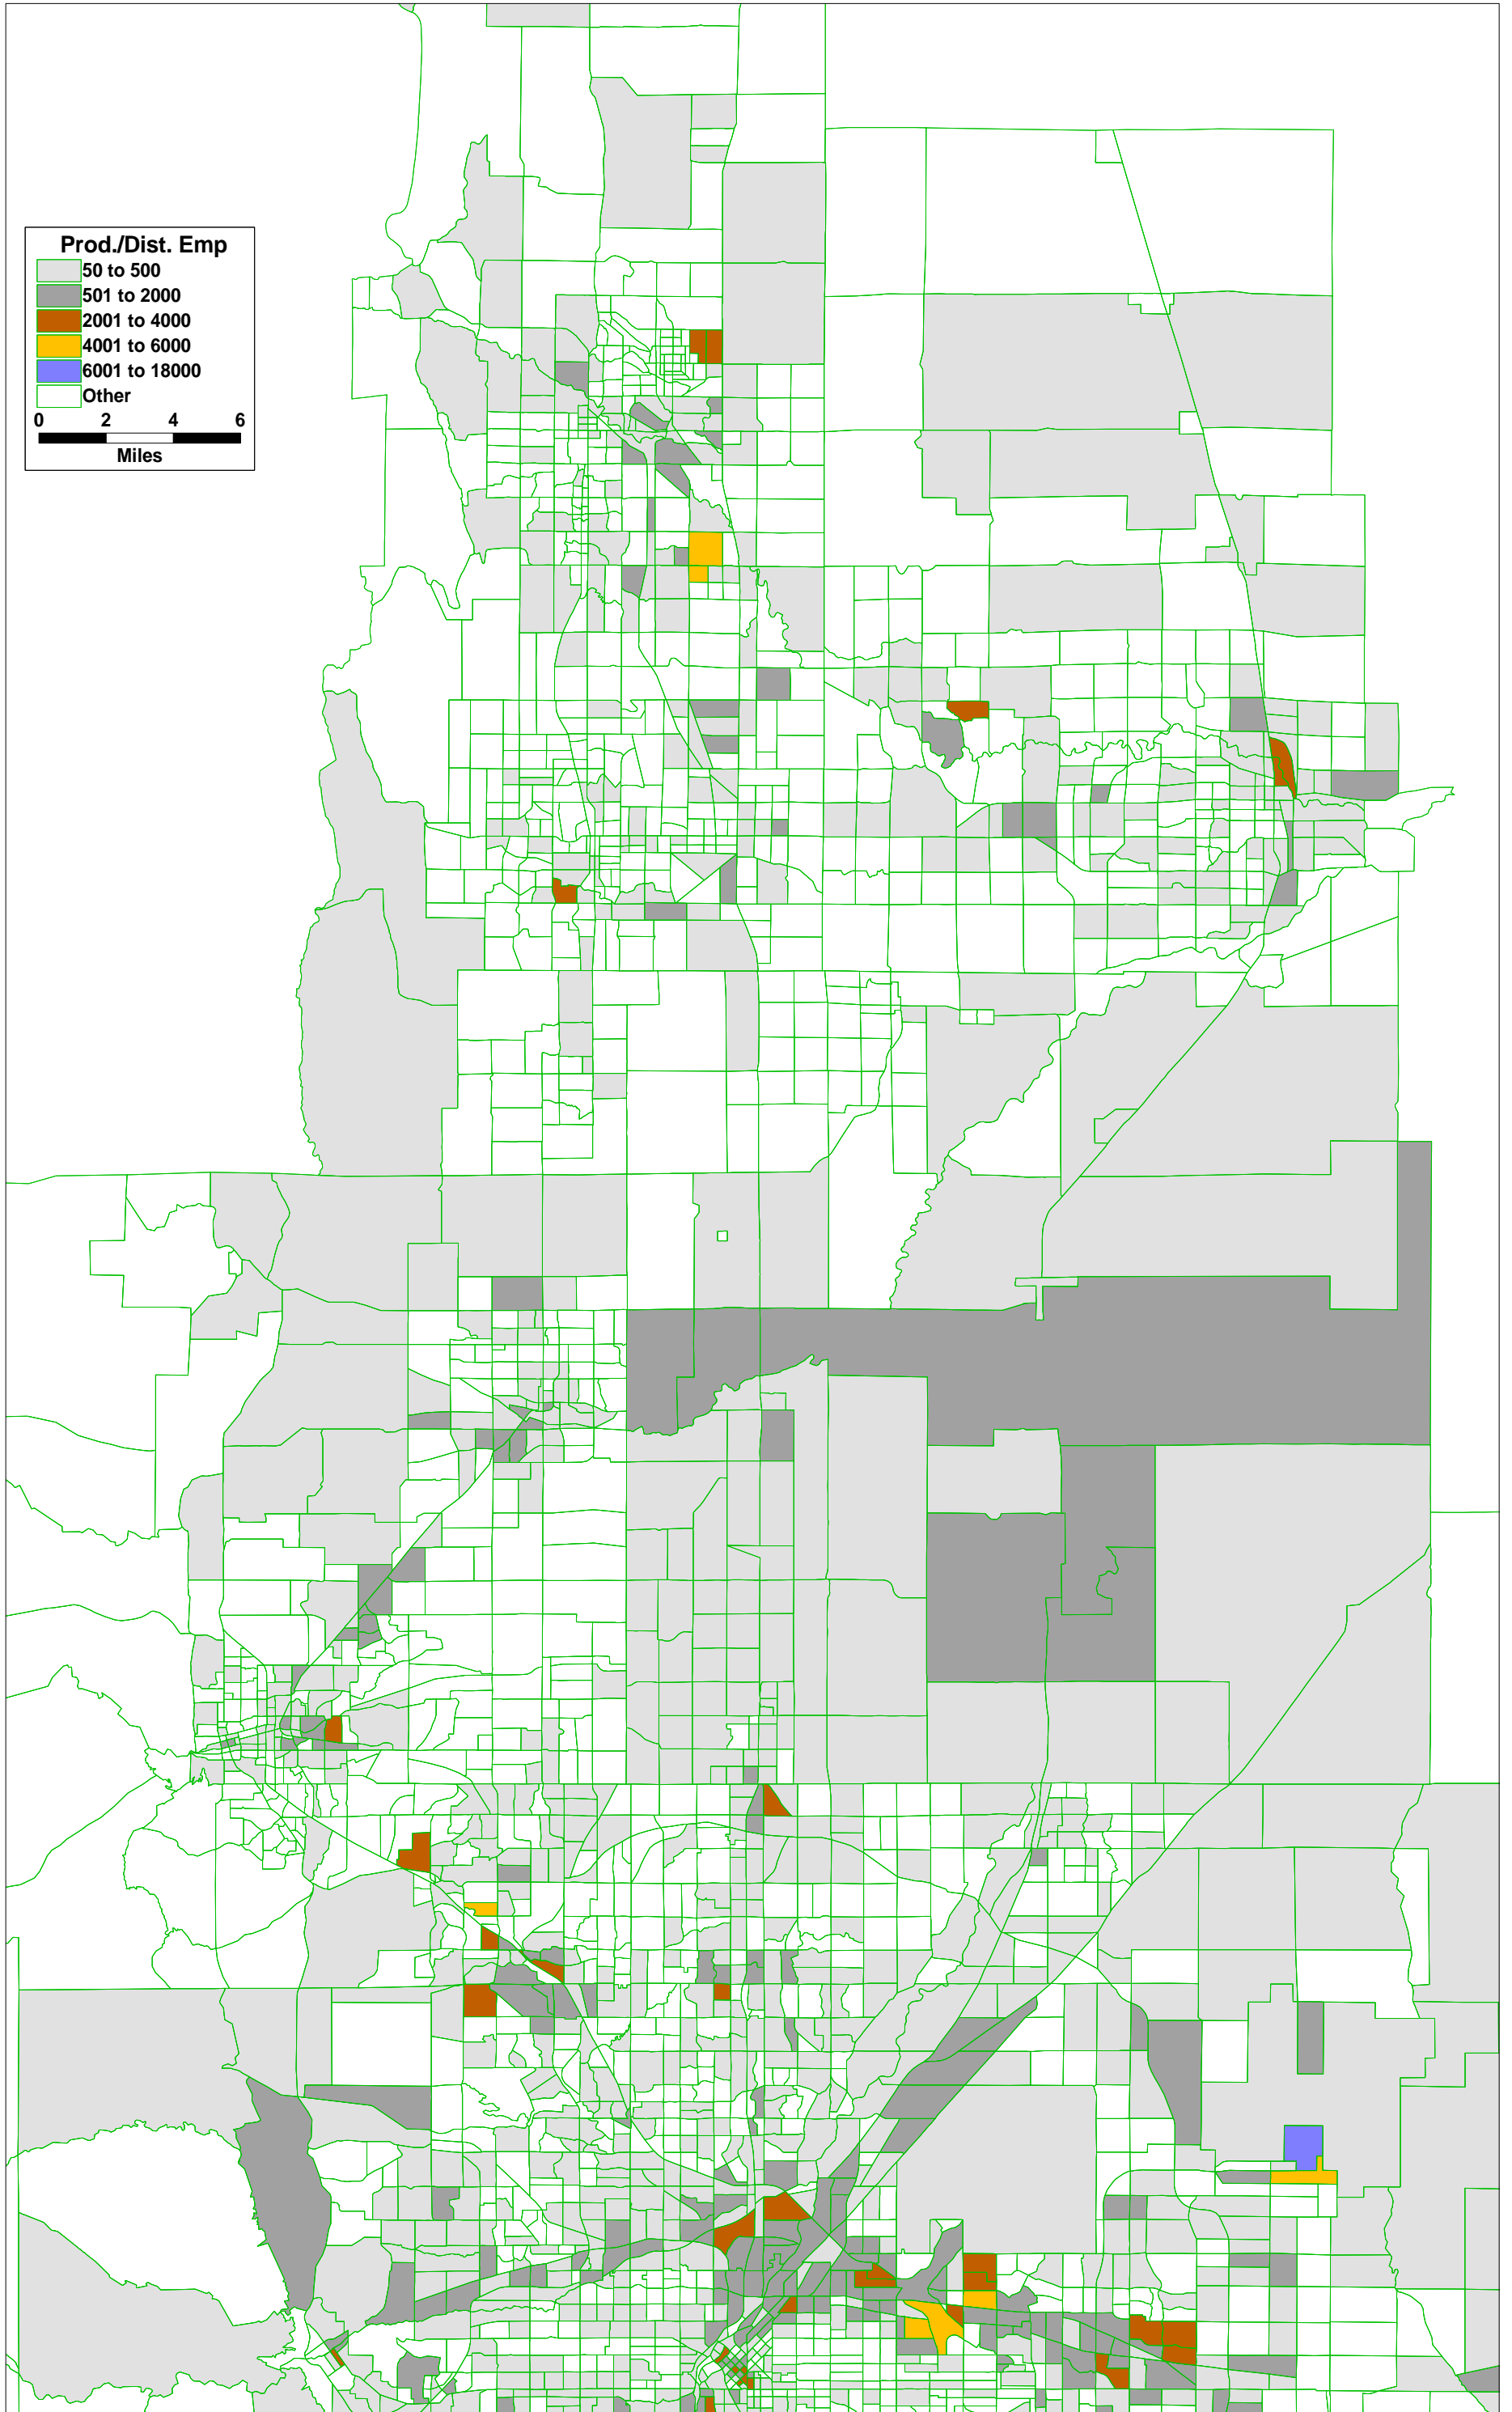 Prod./Dist. Emp
50 to 500
501 to 2000
2001 to 4000
4001 to 6000
6001 to 18000
Other
0 2 4 6
Miles